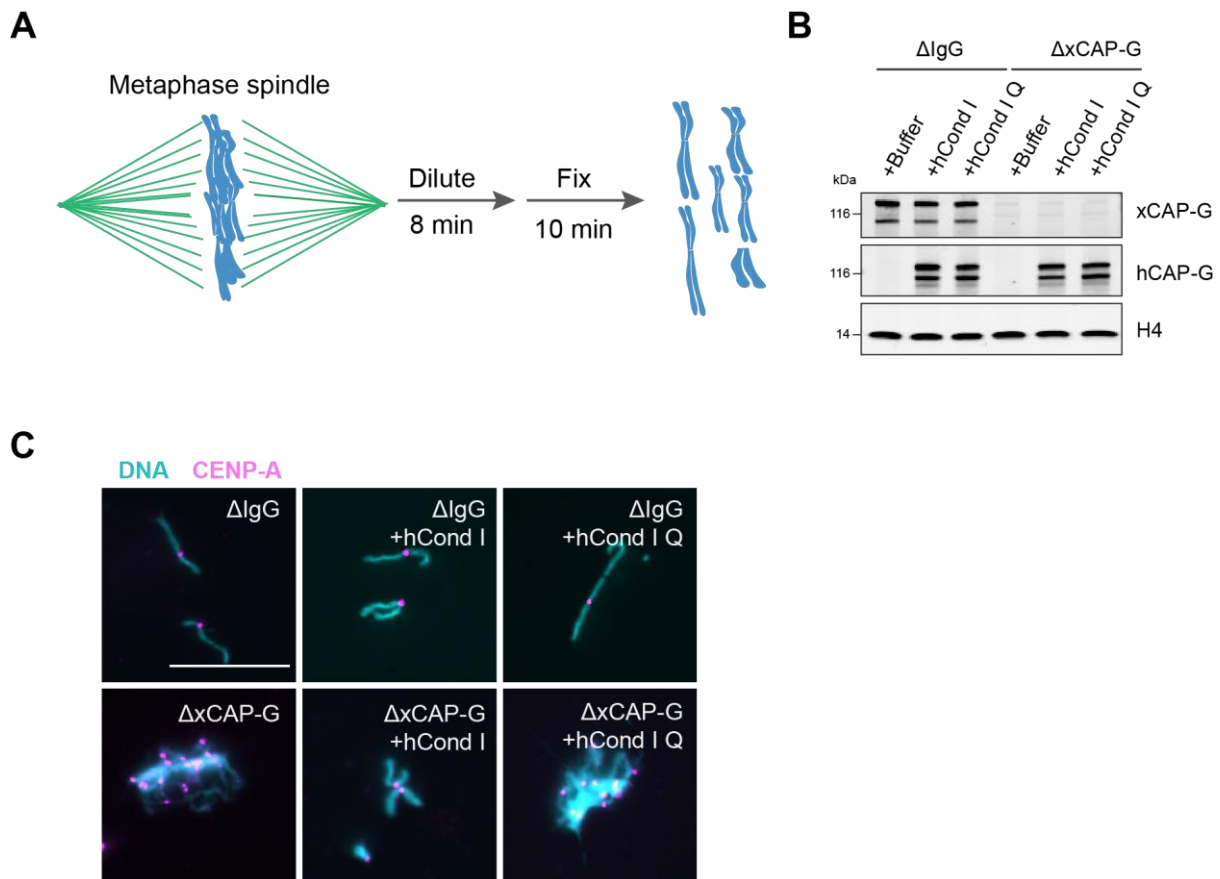 A
Metaphase spindle
Dilute
8 min
Fix
10 min
B
ΔIgG
ΔxCAP-G
+Buffer
+hCond I
+hCond I Q
+Buffer
+hCond I
+hCond I Q
kDa
116
xCAP-G
116
hCAP-G
14
H4
C
DNA CENP-A
ΔIgG
ΔIgG
+hCond I
ΔIgG
+hCond I Q
ΔxCAP-G
ΔxCAP-G
+hCond I
ΔxCAP-G
+hCond I Q